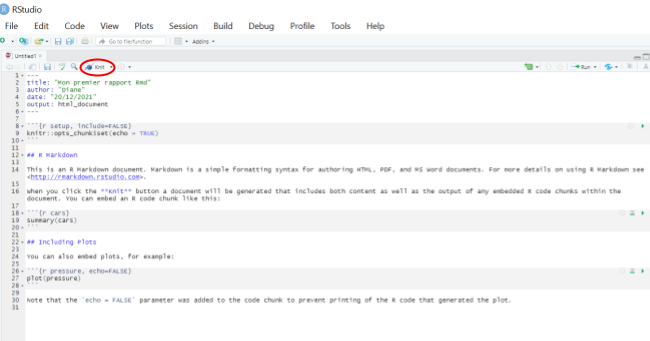 RStudio
File Edit Code View Plots Session Build Debug Profile Tools Help
Go to file/function Addins
Untitled1
Knit Run
1 ---
2 title: "Mon premier rapport Rmd"
3 author: "Diane"
4 date: "20/12/2021"
5 output: html_document
6 ---
7
8 ```{r setup, include=FALSE}
9 knitr::opts_chunk$set(echo = TRUE)
10 ```
11
12 ## R Markdown
13
14 This is an R Markdown document. Markdown is a simple formatting syntax for authoring HTML, PDF, and MS Word documents. For more details on using R Markdown see
<http://rmarkdown.rstudio.com>.
15
16 When you click the **Knit** button a document will be generated that includes both content as well as the output of any embedded R code chunks within the
document. You can embed an R code chunk like this:
17
18 ```{r cars}
19 summary(cars)
20 ```
21
22 ## Including Plots
23
24 You can also embed plots, for example:
25
26 ```{r pressure, echo=FALSE}
27 plot(pressure)
28 ```
29
30 Note that the `echo = FALSE` parameter was added to the code chunk to prevent printing of the R code that generated the plot.
31